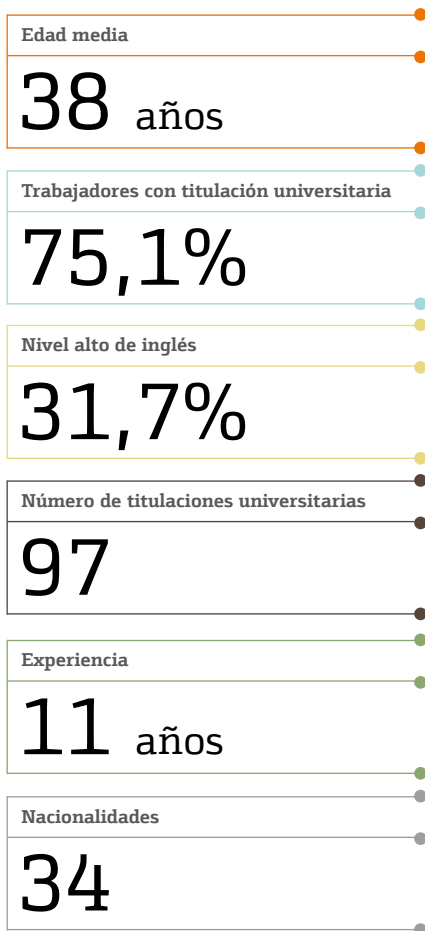 Edad media
38 años
Trabajadores con titulación universitaria
75,1%
Nivel alto de inglés
31,7%
Número de titulaciones universitarias
97
Experiencia
11 años
Nacionalidades
34